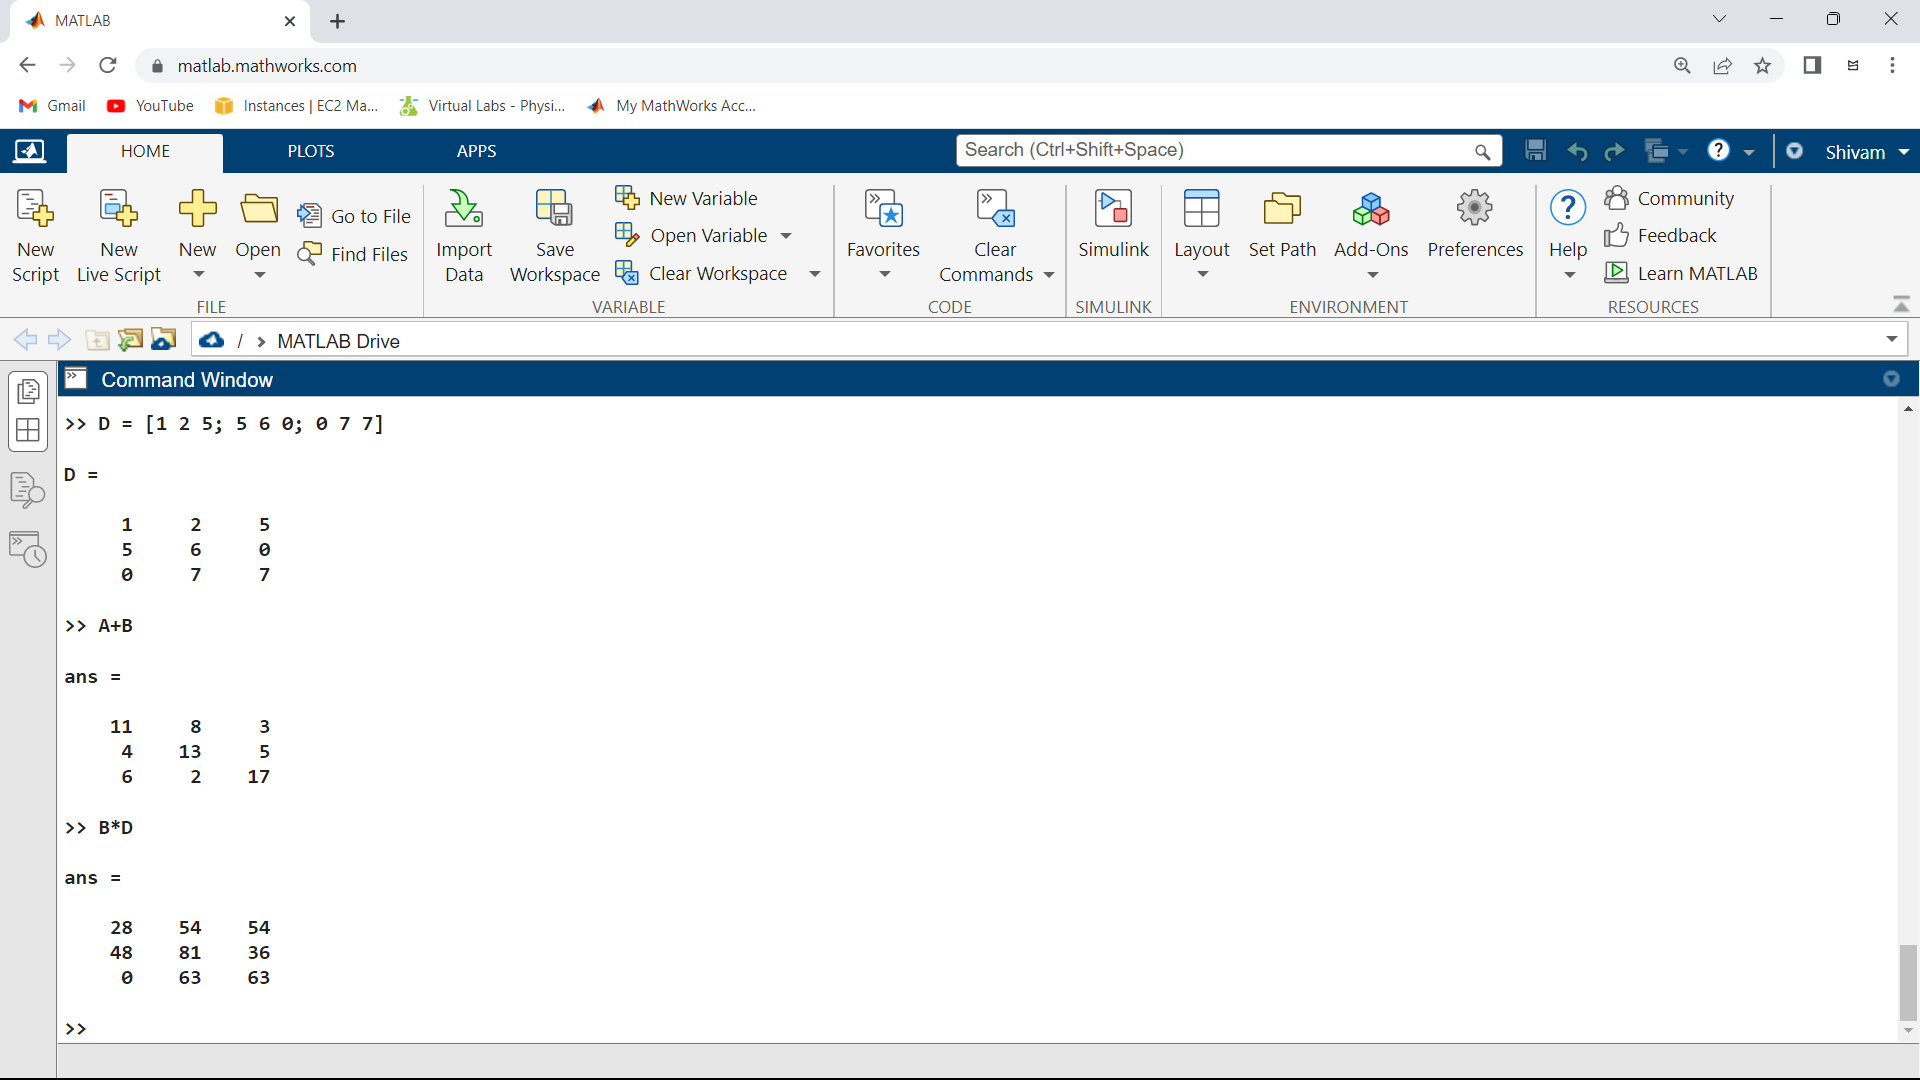 MATLAB
matlab.mathworks.com
Gmail YouTube Instances | EC2 Ma... Virtual Labs - Physi... My MathWorks Acc...
HOME PLOTS APPS Search (Ctrl+Shift+Space) ? Shivam
New Script
New Live Script
New
Open
Go to File
Find Files
FILE
Import Data
Save Workspace
New Variable
Open Variable
Clear Workspace
VARIABLE
Favorites
Clear Commands
CODE
Simulink
SIMULINK
Layout
Set Path
Add-Ons
Preferences
ENVIRONMENT
? Help
Community
Feedback
Learn MATLAB
RESOURCES
/ > MATLAB Drive
Command Window
>> D = [1 2 5; 5 6 0; 0 7 7]
D =
1 2 5
5 6 0
0 7 7
>> A+B
ans =
11 8 3
4 13 5
6 2 17
>> B*D
ans =
28 54 54
48 81 36
0 63 63
>>